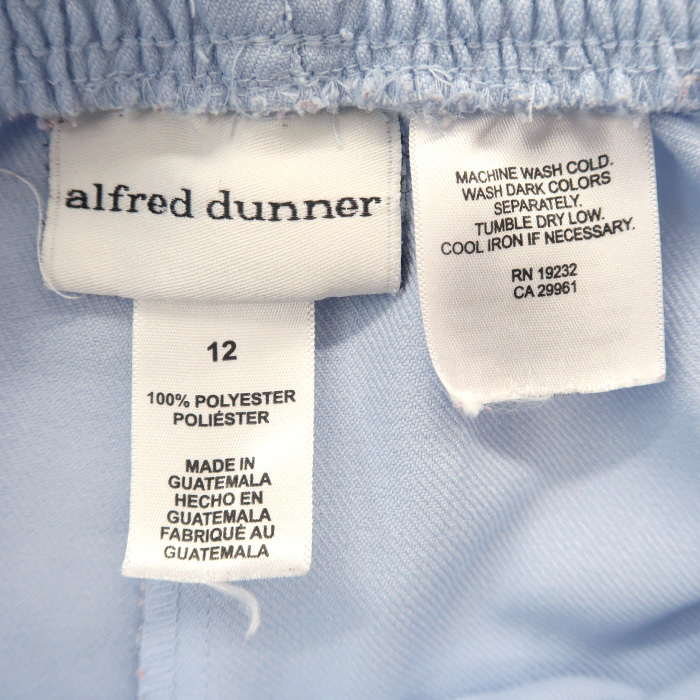 alfred dunner
12
100% POLYESTER
POLIÉSTER
MADE IN
GUATEMALA
HECHO EN
GUATEMALA
FABRIQUÉ AU
GUATEMALA
MACHINE WASH COLD.
WASH DARK COLORS
SEPARATELY.
TUMBLE DRY LOW.
COOL IRON IF NECESSARY.
RN 19232
CA 29961